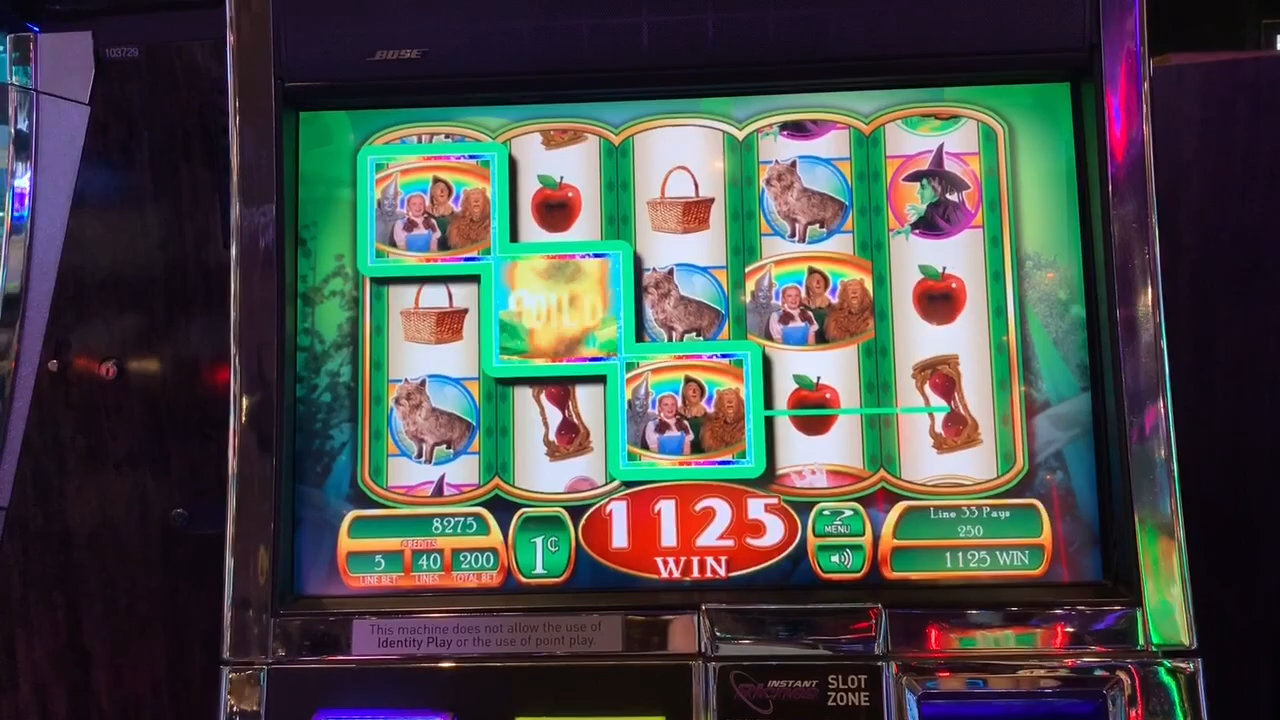 103729
BOSE
WILD
8275
CREDITS
5
40
200
LINE BET
LINES
TOTAL BET
1¢
1125
WIN
?
MENU
Line 33 Pays
250
1125 WIN
This machine does not allow the use of
Identity Play or the use of point play.
INSTANT
RICHES
SLOT
ZONE